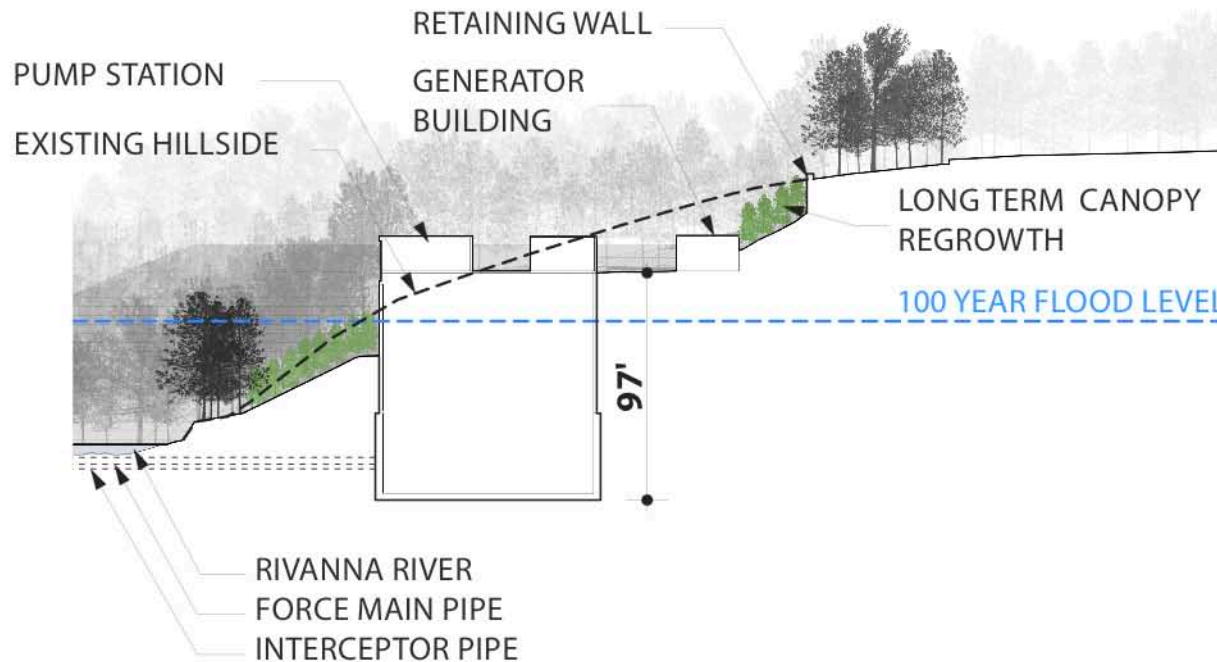 RETAINING WALL
PUMP STATION
GENERATOR
BUILDING
EXISTING HILLSIDE
LONG TERM CANOPY
REGROWTH
100 YEAR FLOOD LEVEL
97'
RIVANNA RIVER
FORCE MAIN PIPE
INTERCEPTOR PIPE